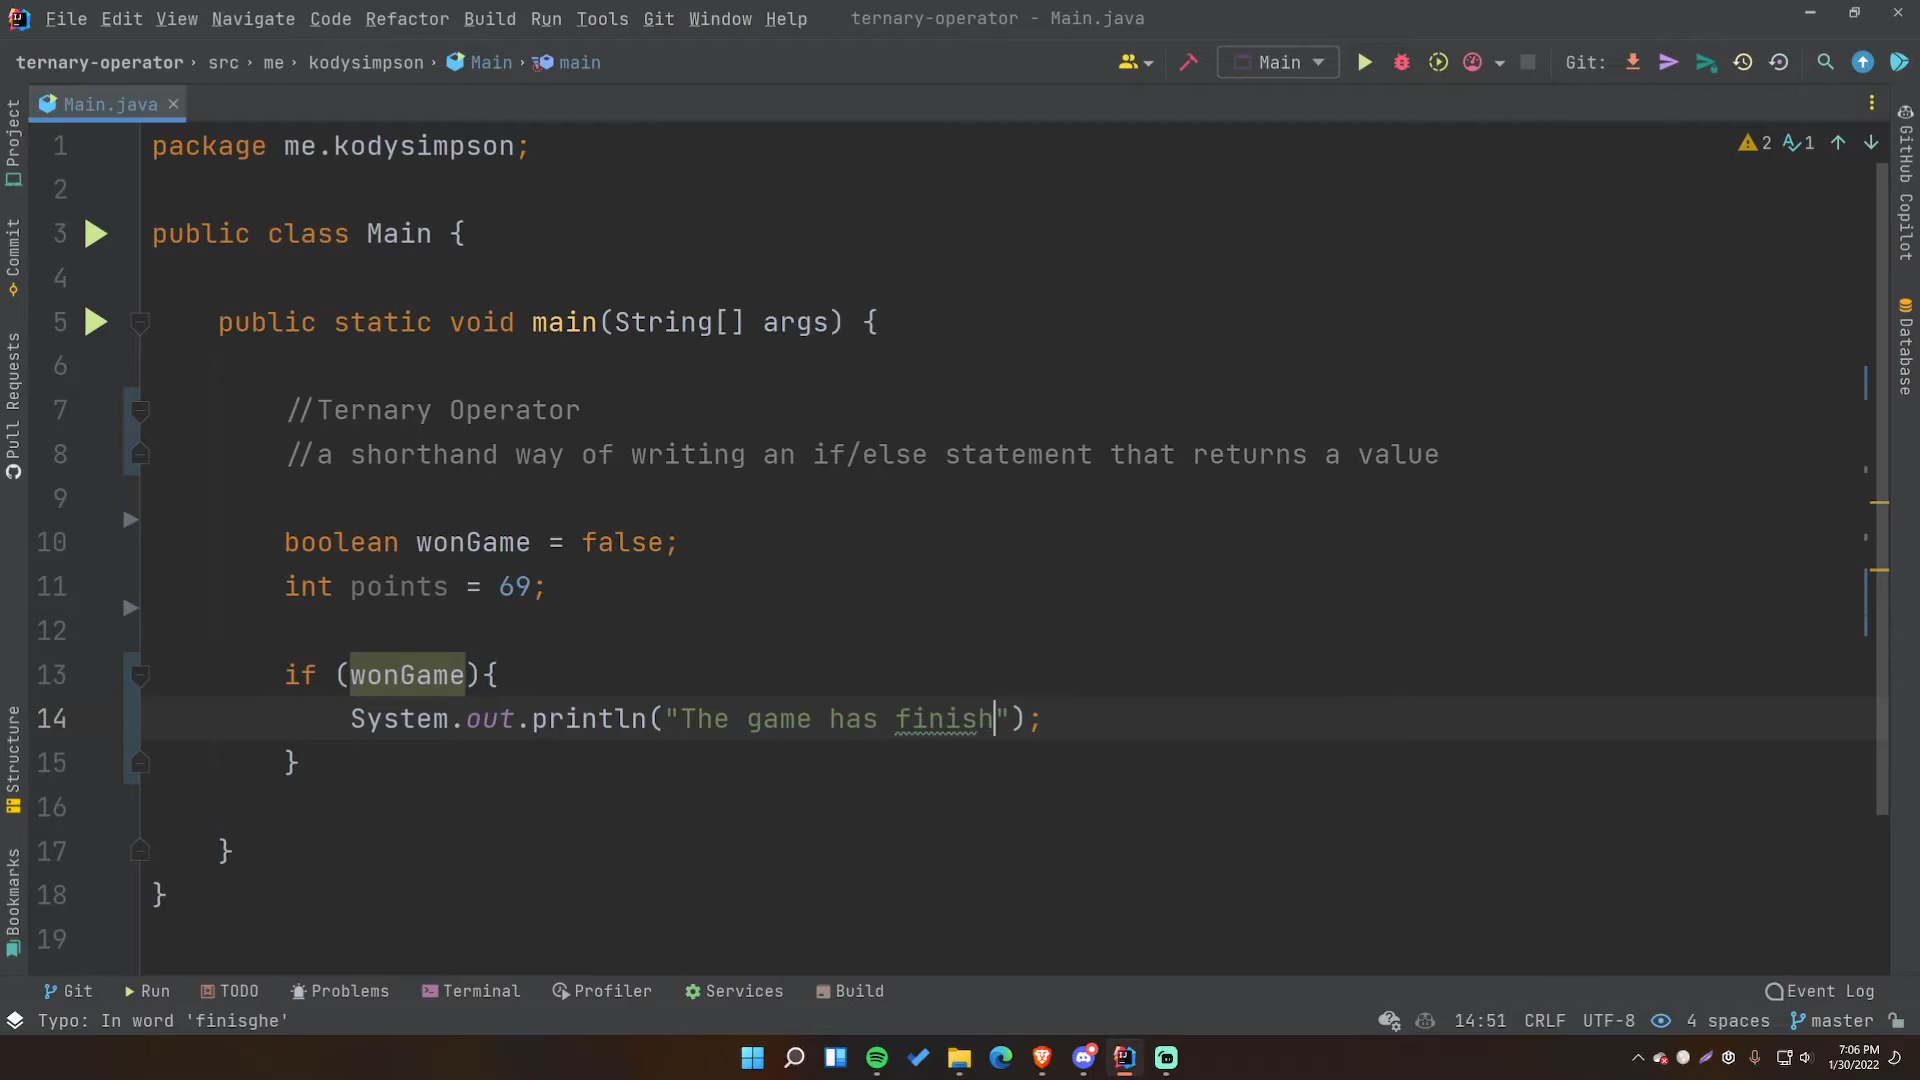 File Edit View Navigate Code Refactor Build Run Tools Git Window Help ternary-operator - Main.java
ternary-operator › src › me › kodysimpson › Main › main Main Git:
Main.java
2 1
1 package me.kodysimpson;
2
3 public class Main {
4
5 public static void main(String[] args) {
6
7 //Ternary Operator
8 //a shorthand way of writing an if/else statement that returns a value
9
10 boolean wonGame = false;
11 int points = 69;
12
13 if (wonGame){
14 System.out.println("The game has finish");
15 }
16
17 }
18 }
19
Project
Commit
Pull Requests
Structure
Bookmarks
GitHub Copilot
Database
Git Run TODO Problems Terminal Profiler Services Build Event Log
Typo: In word 'finisghe' 14:51 CRLF UTF-8 4 spaces master
7:06 PM
1/30/2022